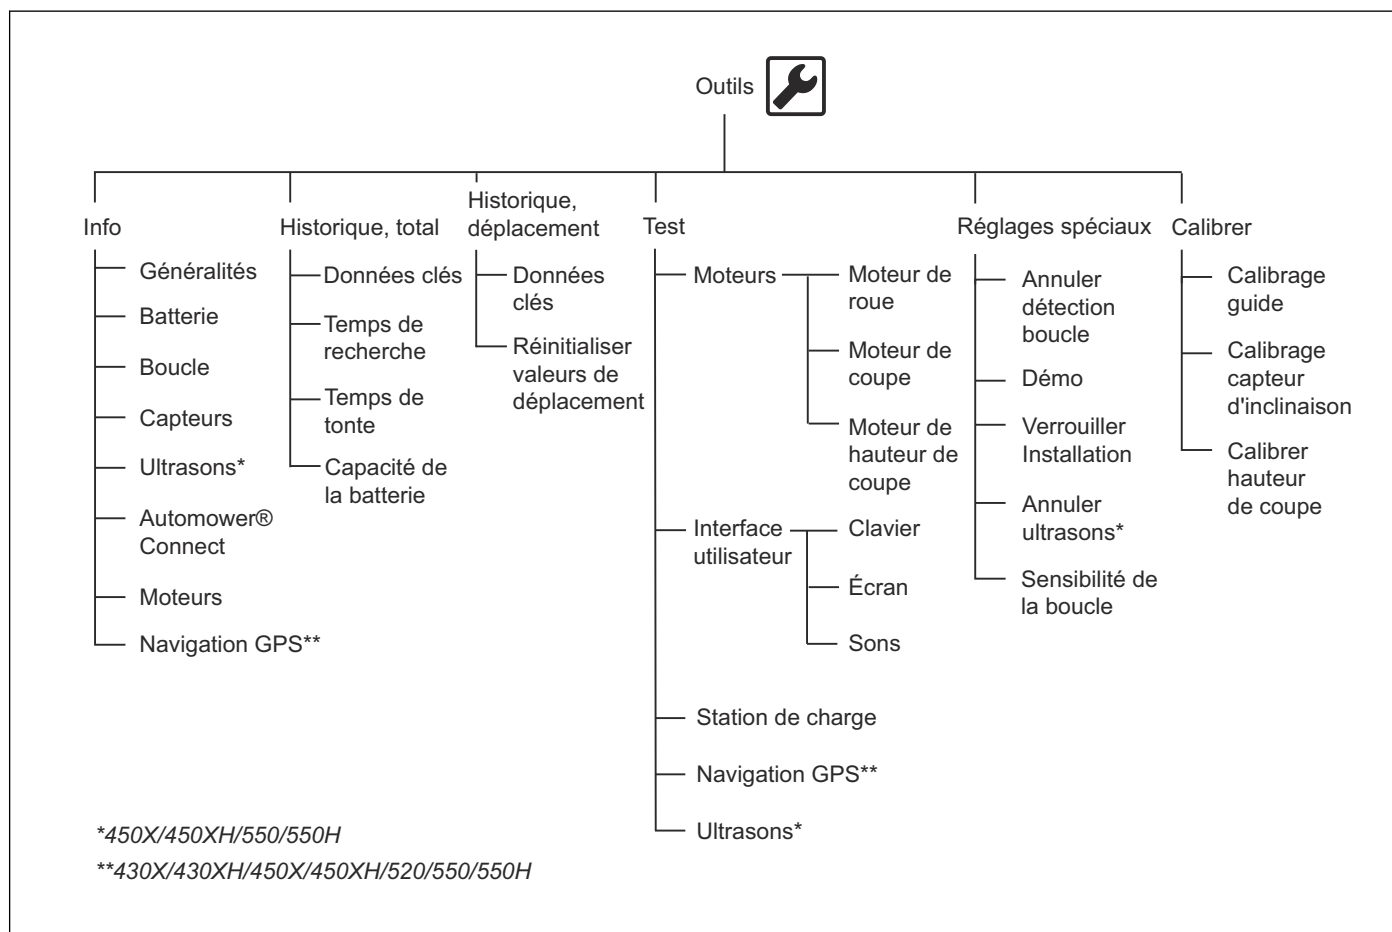 Outils
Info
Généralités
Batterie
Boucle
Capteurs
Ultrasons*
Automower®
Connect
Moteurs
Navigation GPS**
Historique, total
Données clés
Temps de
recherche
Temps de
tonte
Capacité de
la batterie
Historique,
déplacement
Données
clés
Réinitialiser
valeurs de
déplacement
Test
Moteurs
Moteur de
roue
Moteur de
coupe
Moteur de
hauteur de
coupe
Interface
utilisateur
Clavier
Écran
Sons
Station de charge
Navigation GPS**
Ultrasons*
Réglages spéciaux
Annuler
détection
boucle
Démo
Verrouiller
Installation
Annuler
ultrasons*
Sensibilité de
la boucle
Calibrer
Calibrage
guide
Calibrage
capteur
d'inclinaison
Calibrer
hauteur
de coupe
*450X/450XH/550/550H
**430X/430XH/450X/450XH/520/550/550H